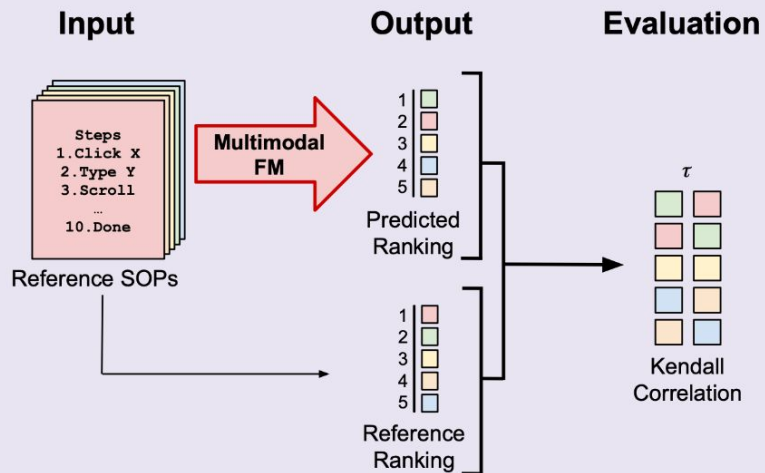 Input
Output
Evaluation
Steps
1.Click X
2.Type Y
3.Scroll
…
10.Done
Reference SOPs
Multimodal
FM
1
2
3
4
5
Predicted
Ranking
1
2
3
4
5
Reference
Ranking
τ
Kendall
Correlation